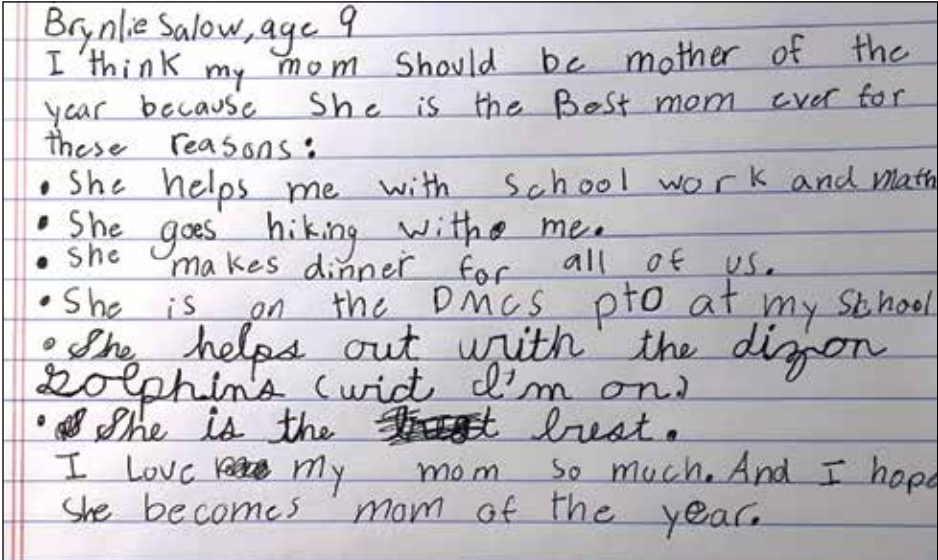 Brynlie Salow, age 9
I think my mom should be mother of the
year because she is the Best mom ever for
these reasons:
• She helps me with school work and math
• She goes hiking with me.
• She makes dinner for all of us.
• She is on the DMCS pto at my school
• She helps out with the dixon
Dolphins (wict I'm on)
• She is the best.
I Love my mom so much. And I hope
she becomes mom of the year.